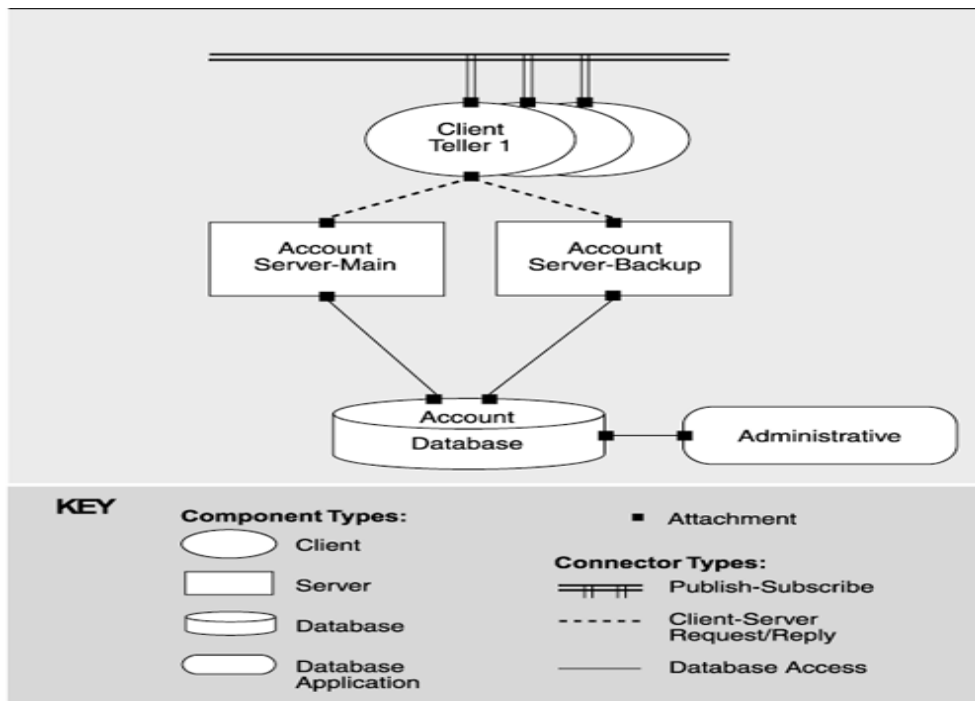 Client
Teller 1
Account
Server-Main
Account
Server-Backup
Account
Database
Administrative
KEY
Component Types:
Client
Server
Database
Database
Application
Attachment
Connector Types:
Publish-Subscribe
Client-Server
Request/Reply
Database Access